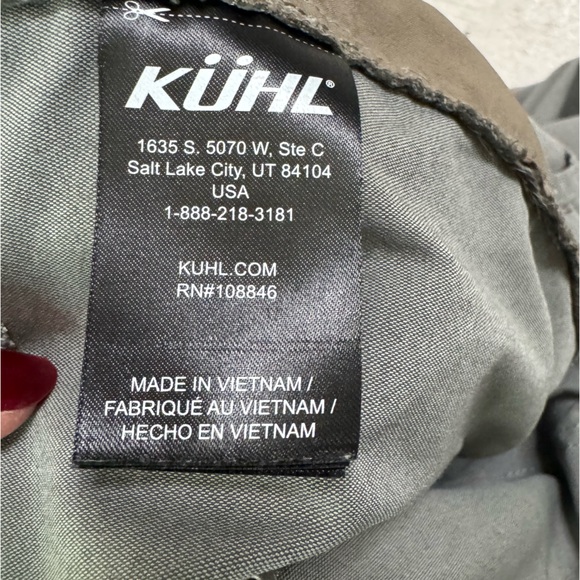 KÜHL®
1635 S. 5070 W, Ste C
Salt Lake City, UT 84104
USA
1-888-218-3181
KUHL.COM
RN#108846
MADE IN VIETNAM /
FABRIQUÉ AU VIETNAM /
HECHO EN VIETNAM